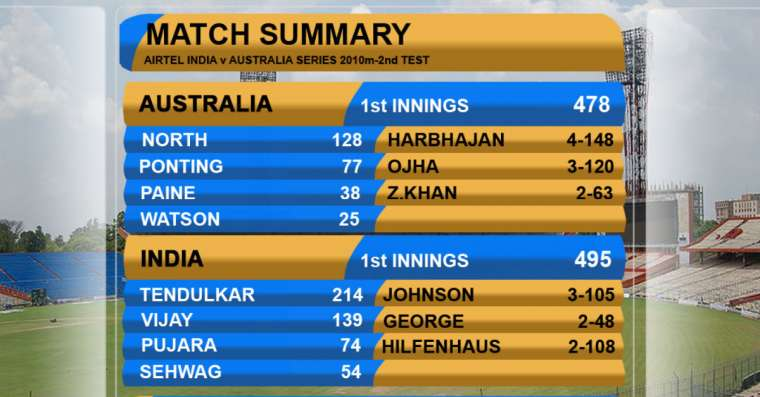 MATCH SUMMARY
AIRTEL INDIA v AUSTRALIA SERIES 2010m-2nd TEST
AUSTRALIA 1st INNINGS 478
NORTH 128 HARBHAJAN 4-148
PONTING 77 OJHA 3-120
PAINE 38 Z.KHAN 2-63
WATSON 25
INDIA 1st INNINGS 495
TENDULKAR 214 JOHNSON 3-105
VIJAY 139 GEORGE 2-48
PUJARA 74 HILFENHAUS 2-108
SEHWAG 54